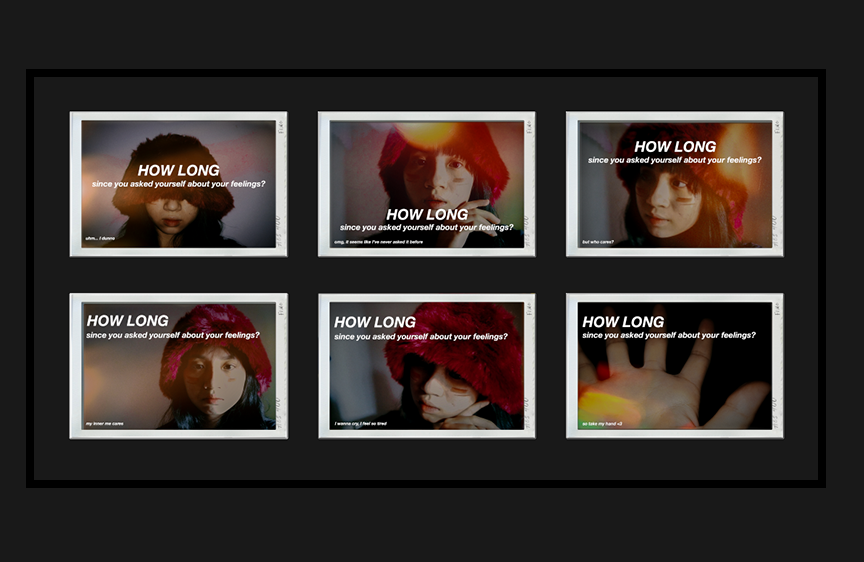 HOW LONG
since you asked yourself about your feelings?
uhm... I dunno
HOW LONG
since you asked yourself about your feelings?
omg, it seems like I've never asked it before
HOW LONG
since you asked yourself about your feelings?
but who cares?
HOW LONG
since you asked yourself about your feelings?
my inner me cares
HOW LONG
since you asked yourself about your feelings?
I wanna cry, I feel so tired
HOW LONG
since you asked yourself about your feelings?
so take my hand <3